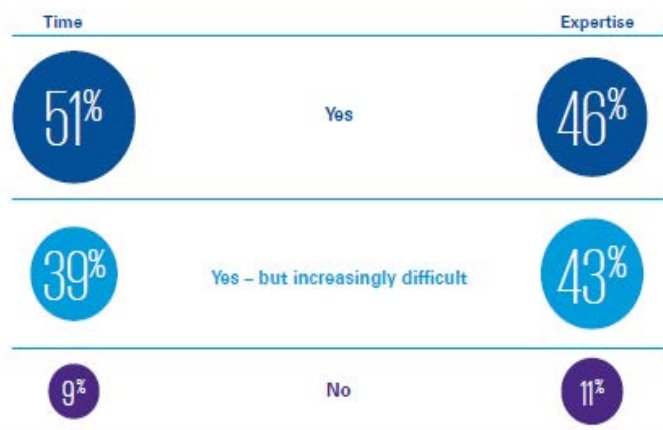 Time Expertise
51% Yes 46%
39% Yes – but increasingly difficult 43%
9% No 11%